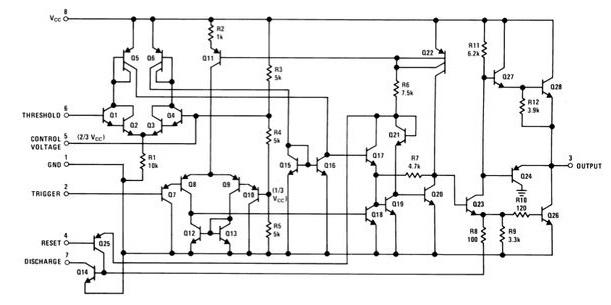 VCC 8
R2
1k
Q5
Q6
Q11
Q22
R11
6.2k
Q27
Q28
R3
5k
R6
7.5k
R12
3.9k
THRESHOLD 6
Q1
Q2
Q3
Q4
CONTROL VOLTAGE 5 (2/3 VCC)
R4
5k
Q21
GND 1
R1
10k
Q15
Q16
Q17
R7
4.7k
Q24
3
OUTPUT
TRIGGER 2
Q7
Q8
Q9
Q10
(1/3 VCC)
Q18
Q19
Q20
Q23
R10
120
Q26
Q12
Q13
R5
5k
R8
100
R9
3.3k
RESET 4
Q25
DISCHARGE 7
Q14